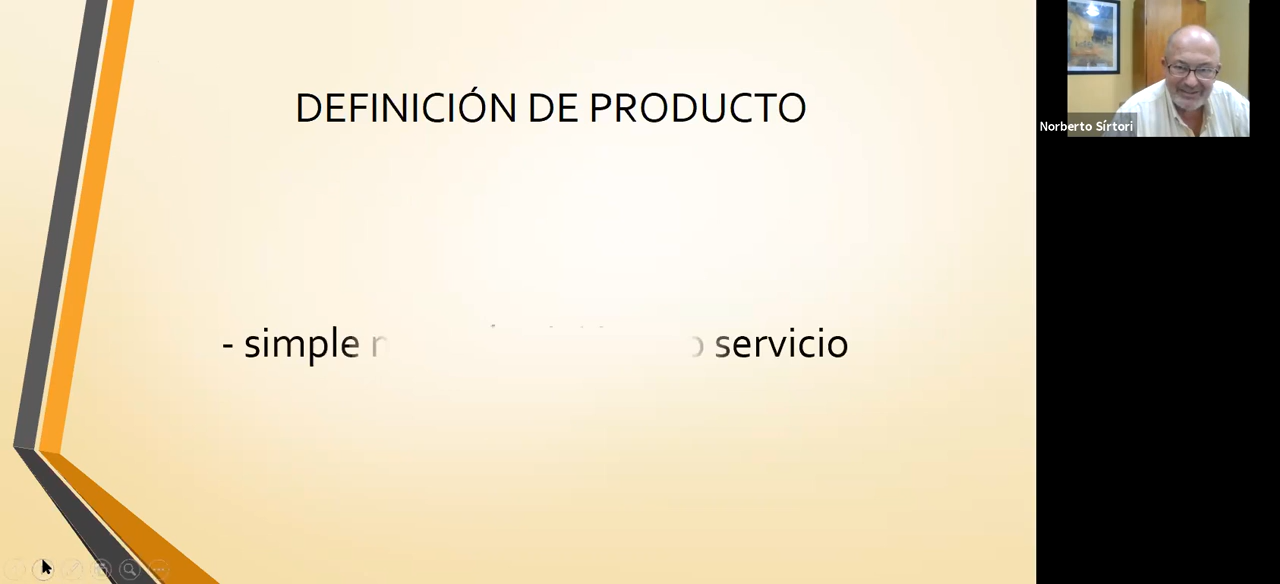 DEFINICIÓN DE PRODUCTO
- simple servicio
Norberto Sírtori